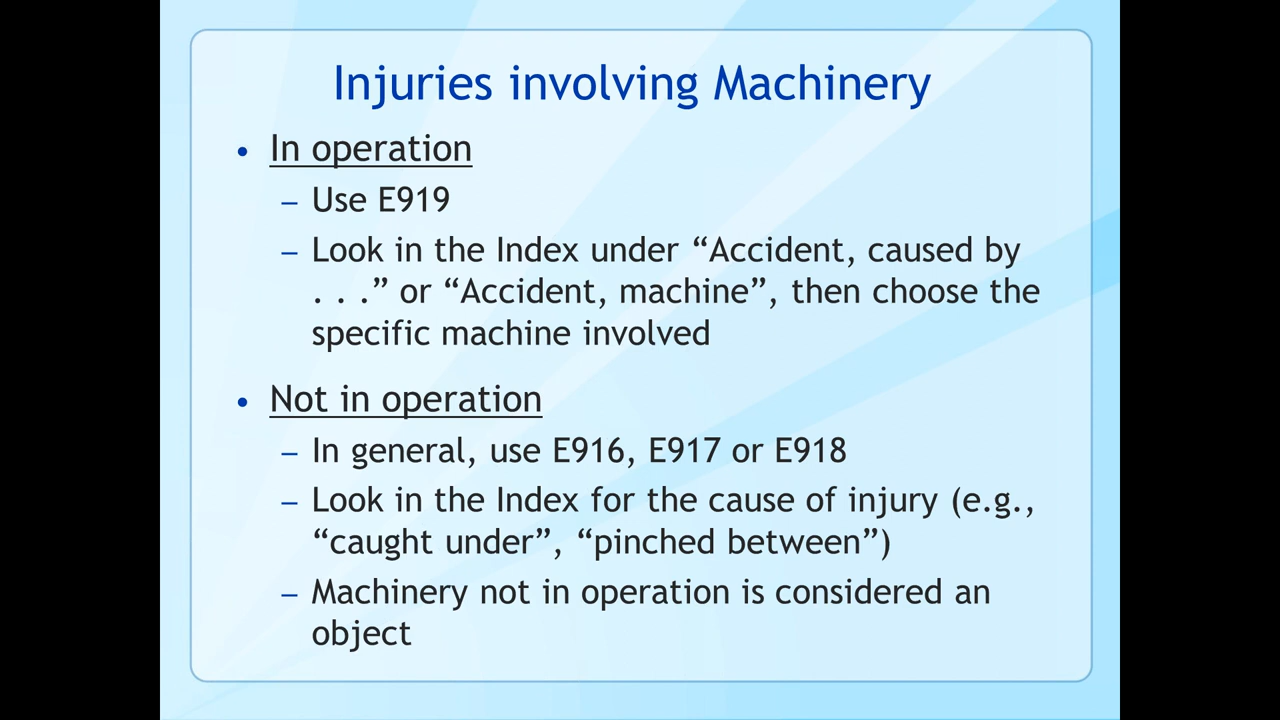 Injuries involving Machinery
• In operation
– Use E919
– Look in the Index under “Accident, caused by
. . .” or “Accident, machine”, then choose the
specific machine involved
• Not in operation
– In general, use E916, E917 or E918
– Look in the Index for the cause of injury (e.g.,
“caught under”, “pinched between”)
– Machinery not in operation is considered an
object